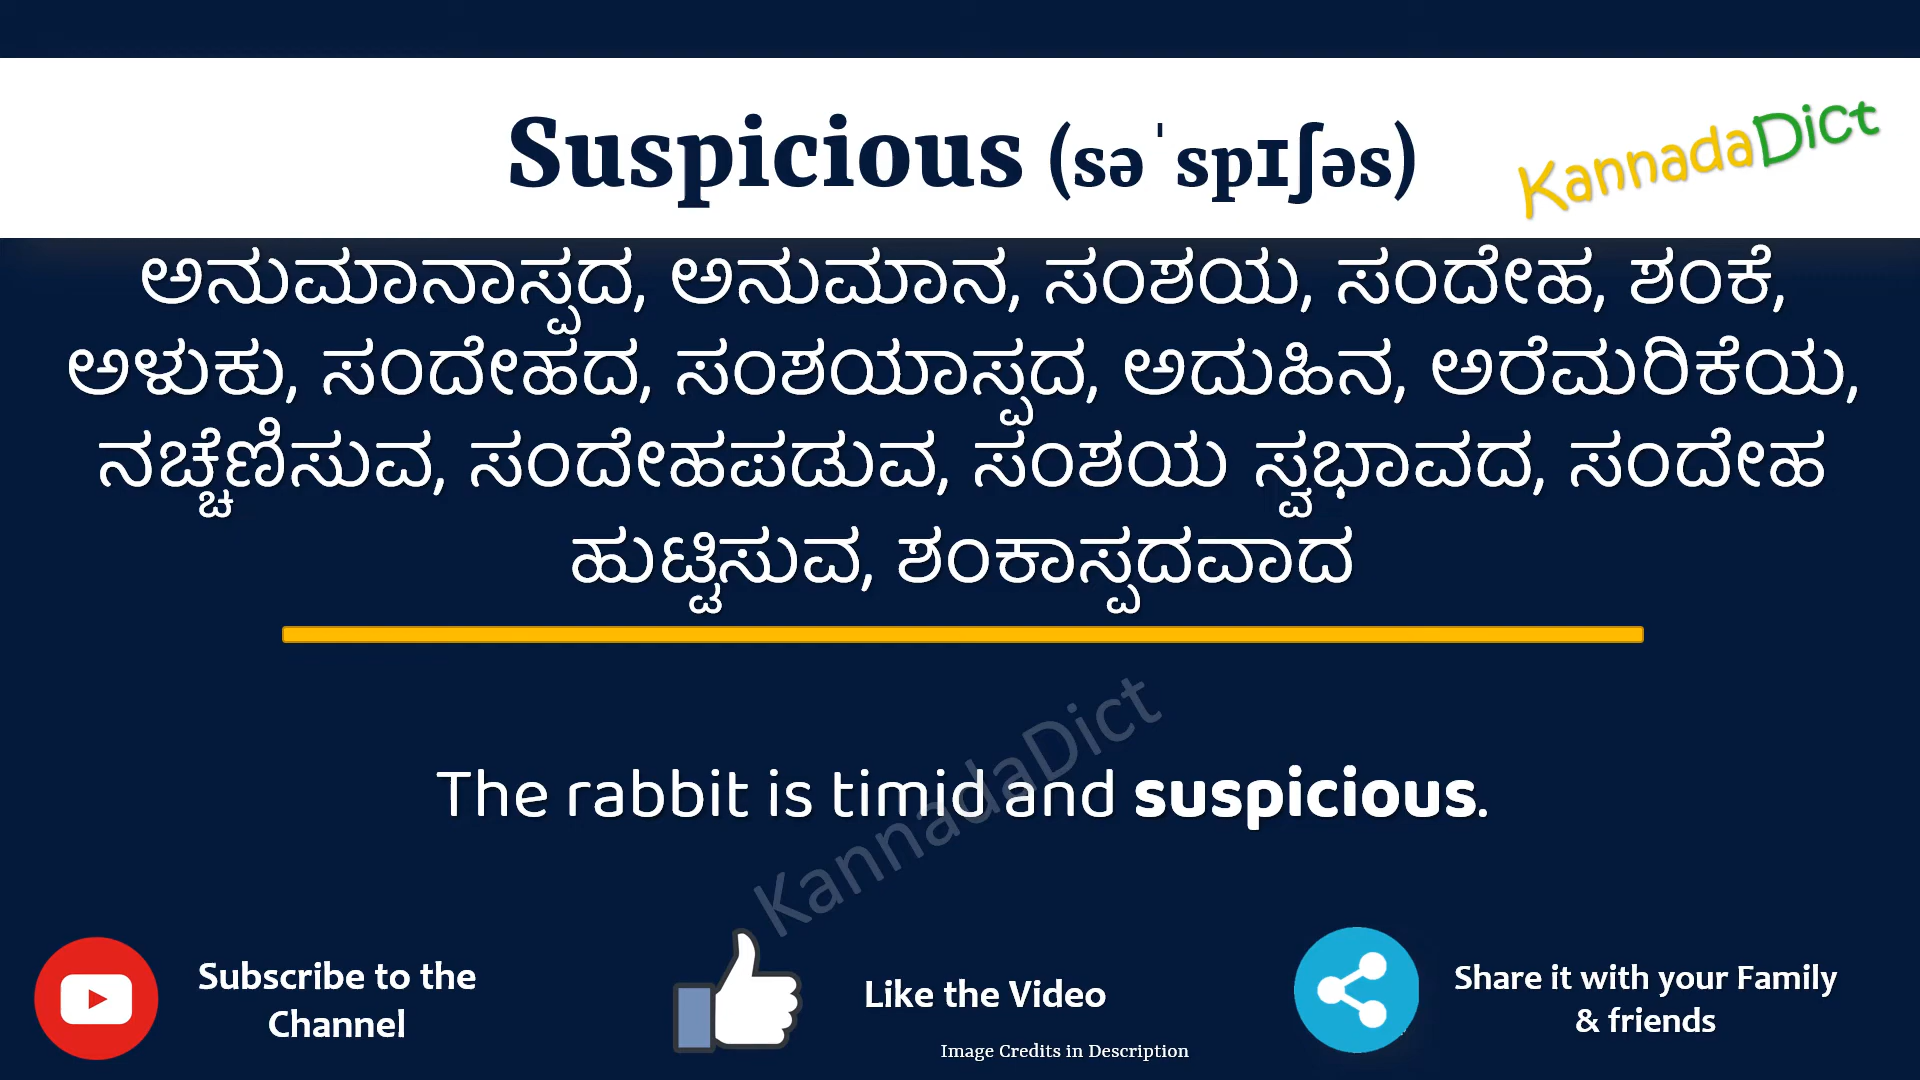 Suspicious (səˈspɪʃəs)
KannadaDict
ಅನುಮಾನಾಸ್ಪದ, ಅನುಮಾನ, ಸಂಶಯ, ಸಂದೇಹ, ಶಂಕೆ,
ಅಳುಕು, ಸಂದೇಹದ, ಸಂಶಯಾಸ್ಪದ, ಅದುಹಿನ, ಅರೆಮರಿಕೆಯ,
ನಚ್ಚೆಣಿಸುವ, ಸಂದೇಹಪಡುವ, ಸಂಶಯ ಸ್ವಭಾವದ, ಸಂದೇಹ
ಹುಟ್ಟಿಸುವ, ಶಂಕಾಸ್ಪದವಾದ
KannadaDict
The rabbit is timid and suspicious.
Subscribe to the
Channel
Like the Video
Share it with your Family
& friends
Image Credits in Description